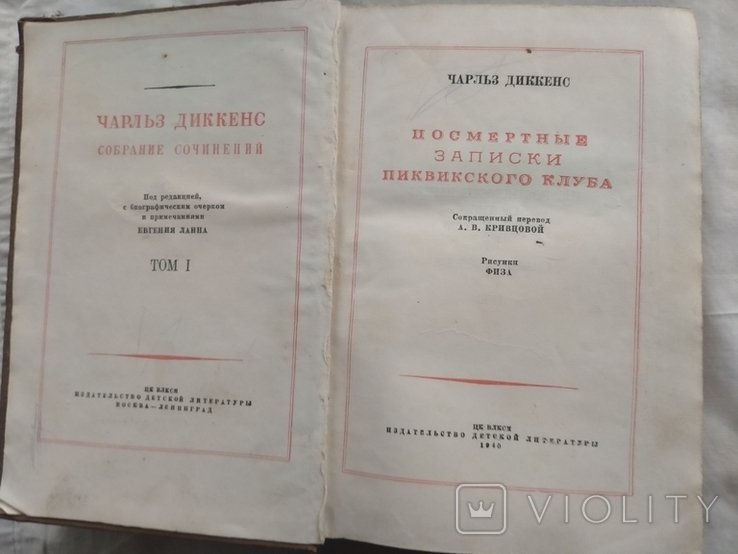 ЧАРЛЬЗ ДИККЕНС
СОБРАНИЕ СОЧИНЕНИЙ
Под редакцией,
с биографическим очерком
и примечаниями
ЕВГЕНИЯ ЛАННА
ТОМ I
ЦК ВЛКСМ
ИЗДАТЕЛЬСТВО ДЕТСКОЙ ЛИТЕРАТУРЫ
МОСКВА — ЛЕНИНГРАД
ЧАРЛЬЗ ДИККЕНС
ПОСМЕРТНЫЕ
ЗАПИСКИ
ПИКВИКСКОГО КЛУБА
Сокращенный перевод
А. В. КРИВЦОВОЙ
Рисунки
ФИЗА
ЦК ВЛКСМ
ИЗДАТЕЛЬСТВО ДЕТСКОЙ ЛИТЕРАТУРЫ
1940
VIOLITY